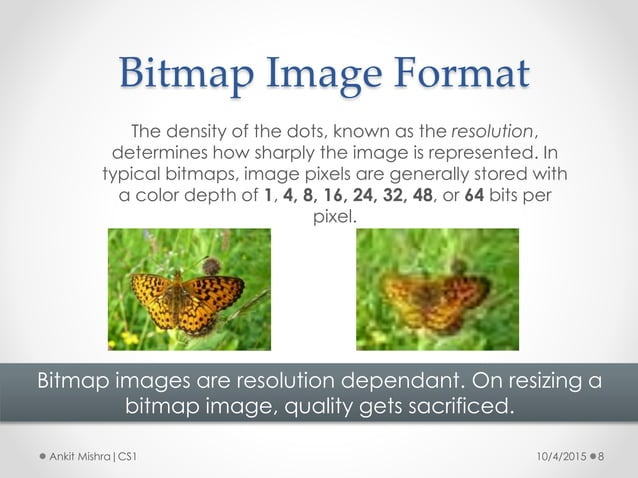 Bitmap Image Format
The density of the dots, known as the resolution,
determines how sharply the image is represented. In
typical bitmaps, image pixels are generally stored with
a color depth of 1, 4, 8, 16, 24, 32, 48, or 64 bits per
pixel.
Bitmap images are resolution dependant. On resizing a
bitmap image, quality gets sacrificed.
Ankit Mishra|CS1
10/4/2015 8